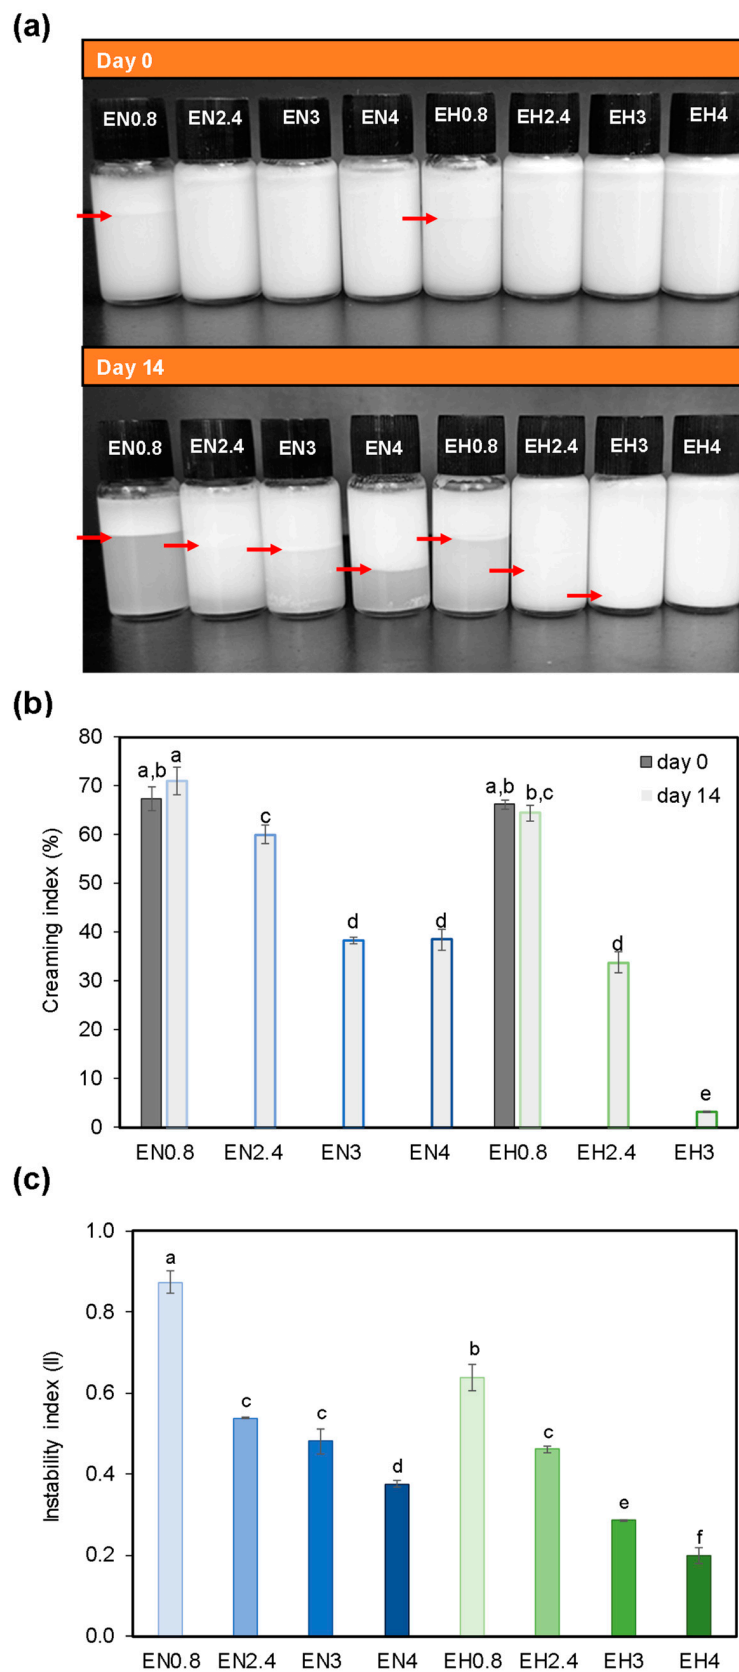 (a)
Day 0
EN0.8 EN2.4 EN3 EN4 EH0.8 EH2.4 EH3 EH4
Day 14
EN0.8 EN2.4 EN3 EN4 EH0.8 EH2.4 EH3 EH4
(b)
Creaming index (%)
80
70
60
50
40
30
20
10
0
a,b a c d d a,b b,c d e
day 0
day 14
EN0.8 EN2.4 EN3 EN4 EH0.8 EH2.4 EH3
(c)
Instability index (II)
1.0
0.8
0.6
0.4
0.2
0.0
a c c d b c e f
EN0.8 EN2.4 EN3 EN4 EH0.8 EH2.4 EH3 EH4